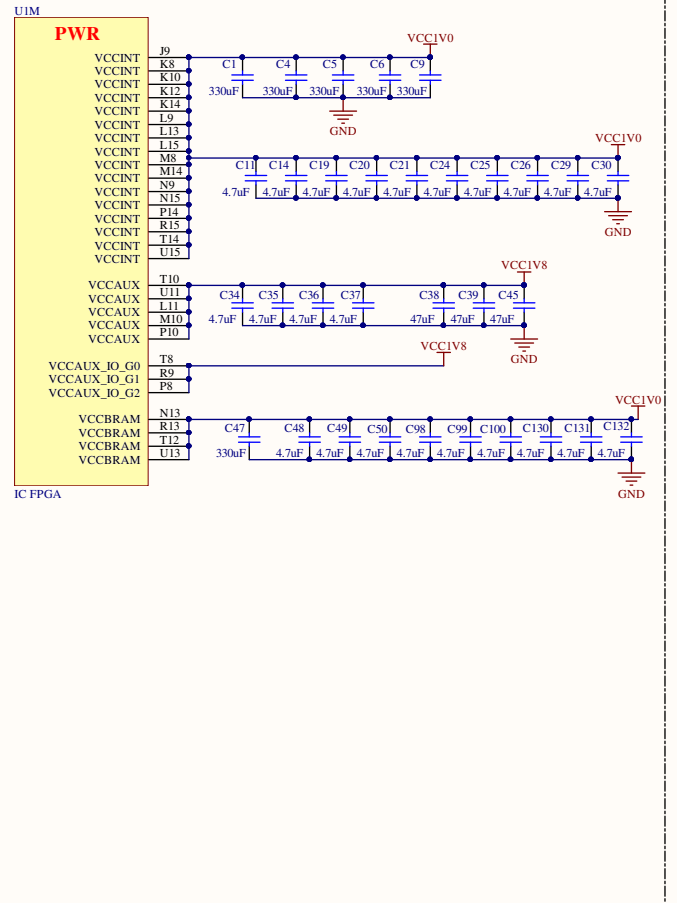 U1M
PWR
VCCINT J9
VCCINT K8
VCCINT K10
VCCINT K12
VCCINT K14
VCCINT L9
VCCINT L13
VCCINT L15
VCCINT M8
VCCINT M14
VCCINT N9
VCCINT N15
VCCINT P14
VCCINT R15
VCCINT T14
VCCINT U15
VCC1V0
C1 C4 C5 C6 C9
330uF 330uF 330uF 330uF 330uF
GND
VCC1V0
C11 C14 C19 C20 C21 C24 C25 C26 C29 C30
4.7uF 4.7uF 4.7uF 4.7uF 4.7uF 4.7uF 4.7uF 4.7uF 4.7uF 4.7uF
GND
VCCAUX T10
VCCAUX U11
VCCAUX L11
VCCAUX M10
VCCAUX P10
VCC1V8
C34 C35 C36 C37 C38 C39 C45
4.7uF 4.7uF 4.7uF 4.7uF 47uF 47uF 47uF
GND
VCC1V8
VCCAUX_IO_G0 T8
VCCAUX_IO_G1 R9
VCCAUX_IO_G2 P8
VCC1V0
VCCBRAM N13
VCCBRAM R13
VCCBRAM T12
VCCBRAM U13
C47 C48 C49 C50 C98 C99 C100 C130 C131 C132
330uF 4.7uF 4.7uF 4.7uF 4.7uF 4.7uF 4.7uF 4.7uF 4.7uF 4.7uF
GND
IC FPGA